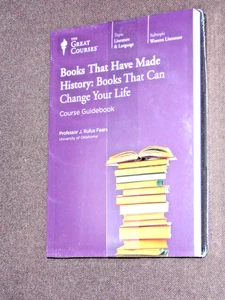 THE
GREAT
COURSES
Topic
Literature
& Language
Subtopic
Western Literature
Books That Have Made
History: Books That Can
Change Your Life
Course Guidebook
Professor J. Rufus Fears
University of Oklahoma